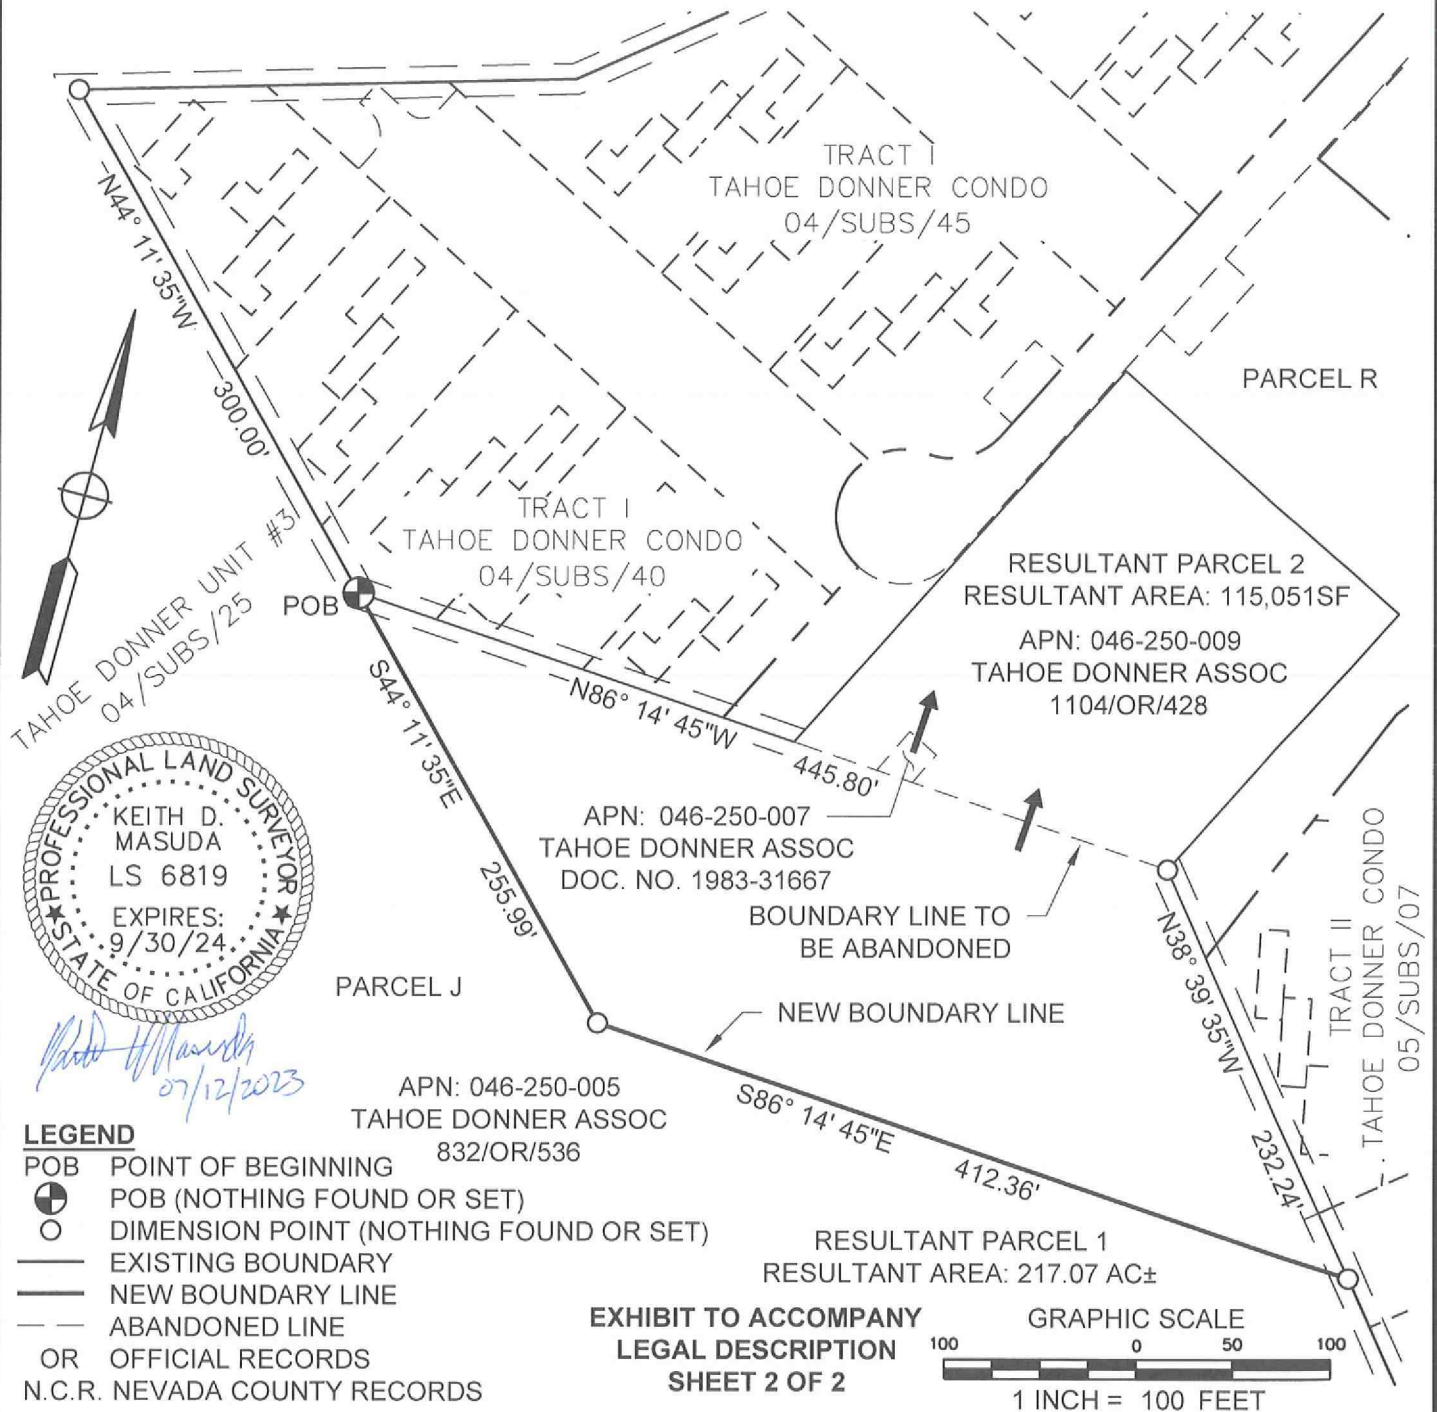 TRACT I
TAHOE DONNER CONDO
04/SUBS/45
N44° 11' 35"W
300.00'
PARCEL R
TRACT I
TAHOE DONNER CONDO
04/SUBS/40
TAHOE DONNER UNIT #3
04/SUBS/25
POB
RESULTANT PARCEL 2
RESULTANT AREA: 115,051SF
APN: 046-250-009
TAHOE DONNER ASSOC
1104/OR/428
N86° 14' 45"W
445.80'
S44° 11' 35"E
255.99'
APN: 046-250-007
TAHOE DONNER ASSOC
DOC. NO. 1983-31667
BOUNDARY LINE TO
BE ABANDONED
N38° 39' 35"W
232.24'
TRACT II
TAHOE DONNER CONDO
05/SUBS/07
PROFESSIONAL LAND SURVEYOR
KEITH D.
MASUDA
LS 6819
EXPIRES:
9/30/24
★ STATE OF CALIFORNIA ★
Keith D Masuda
07/12/2023
PARCEL J
NEW BOUNDARY LINE
APN: 046-250-005
TAHOE DONNER ASSOC
832/OR/536
S86° 14' 45"E
412.36'
RESULTANT PARCEL 1
RESULTANT AREA: 217.07 AC±
LEGEND
POB POINT OF BEGINNING
POB (NOTHING FOUND OR SET)
DIMENSION POINT (NOTHING FOUND OR SET)
EXISTING BOUNDARY
NEW BOUNDARY LINE
ABANDONED LINE
OR OFFICIAL RECORDS
N.C.R. NEVADA COUNTY RECORDS
EXHIBIT TO ACCOMPANY
LEGAL DESCRIPTION
SHEET 2 OF 2
GRAPHIC SCALE
100 0 50 100
1 INCH = 100 FEET